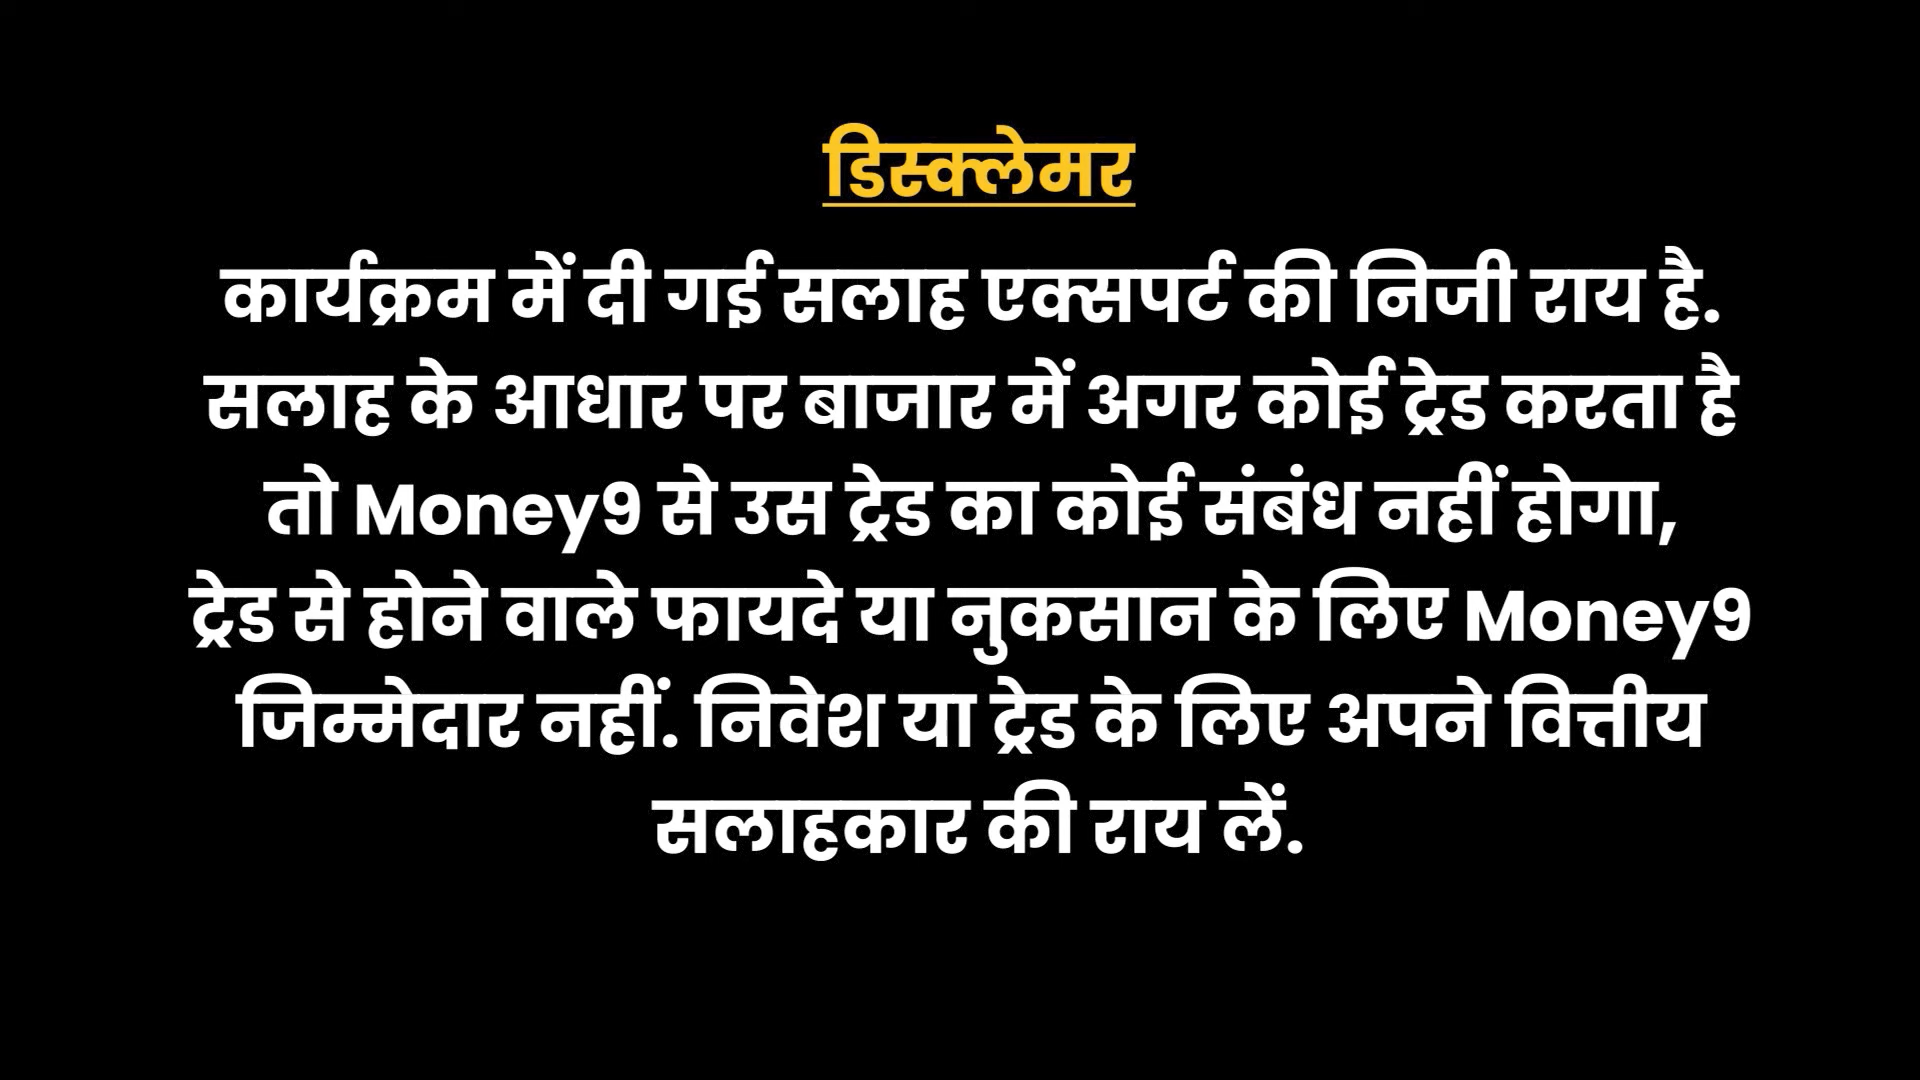 डिस्क्लेमर
कार्यक्रम में दी गई सलाह एक्सपर्ट की निजी राय है.
सलाह के आधार पर बाजार में अगर कोई ट्रेड करता है
तो Money9 से उस ट्रेड का कोई संबंध नहीं होगा,
ट्रेड से होने वाले फायदे या नुकसान के लिए Money9
जिम्मेदार नहीं. निवेश या ट्रेड के लिए अपने वित्तीय
सलाहकार की राय लें.